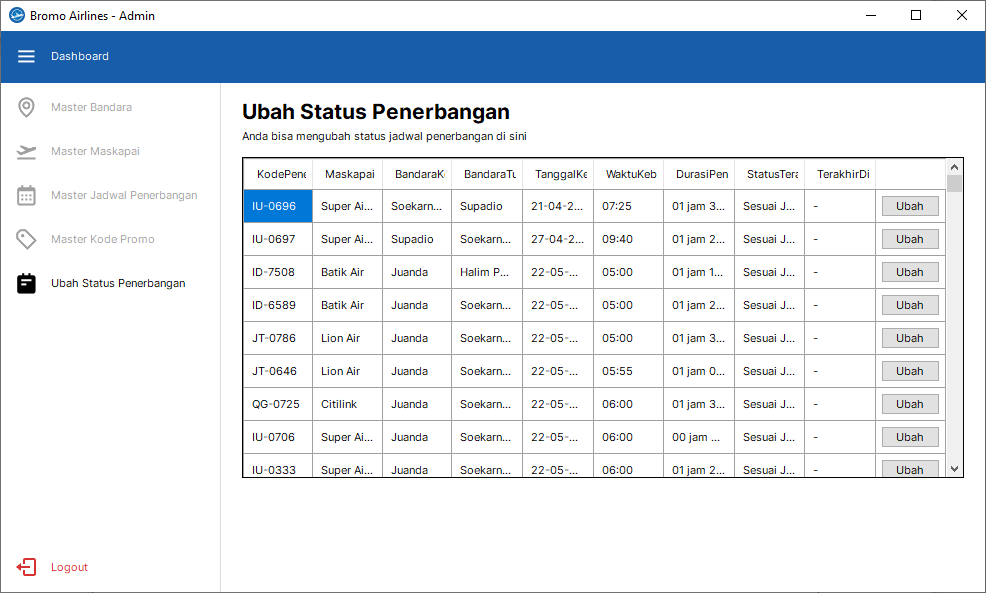 Bromo Airlines - Admin
Dashboard
Master Bandara
Master Maskapai
Master Jadwal Penerbangan
Master Kode Promo
Ubah Status Penerbangan
Logout
Ubah Status Penerbangan
Anda bisa mengubah status jadwal penerbangan di sini
KodePene Maskapai BandaraK BandaraTu TanggalKe WaktuKeb DurasiPen StatusTera TerakhirDi
IU-0696 Super Ai... Soekarn... Supadio 21-04-2... 07:25 01 jam 3... Sesuai J... - Ubah
IU-0697 Super Ai... Supadio Soekarn... 27-04-2... 09:40 01 jam 2... Sesuai J... - Ubah
ID-7508 Batik Air Juanda Halim P... 22-05-... 05:00 01 jam 1... Sesuai J... - Ubah
ID-6589 Batik Air Juanda Soekarn... 22-05-... 05:00 01 jam 2... Sesuai J... - Ubah
JT-0786 Lion Air Juanda Soekarn... 22-05-... 05:00 01 jam 3... Sesuai J... - Ubah
JT-0646 Lion Air Juanda Soekarn... 22-05-... 05:55 01 jam 0... Sesuai J... - Ubah
QG-0725 Citilink Juanda Soekarn... 22-05-... 06:00 01 jam 3... Sesuai J... - Ubah
IU-0706 Super Ai... Juanda Soekarn... 22-05-... 06:00 00 jam ... Sesuai J... - Ubah
IU-0333 Super Ai... Juanda Soekarn... 22-05-... 06:00 01 jam 2... Sesuai J... - Ubah